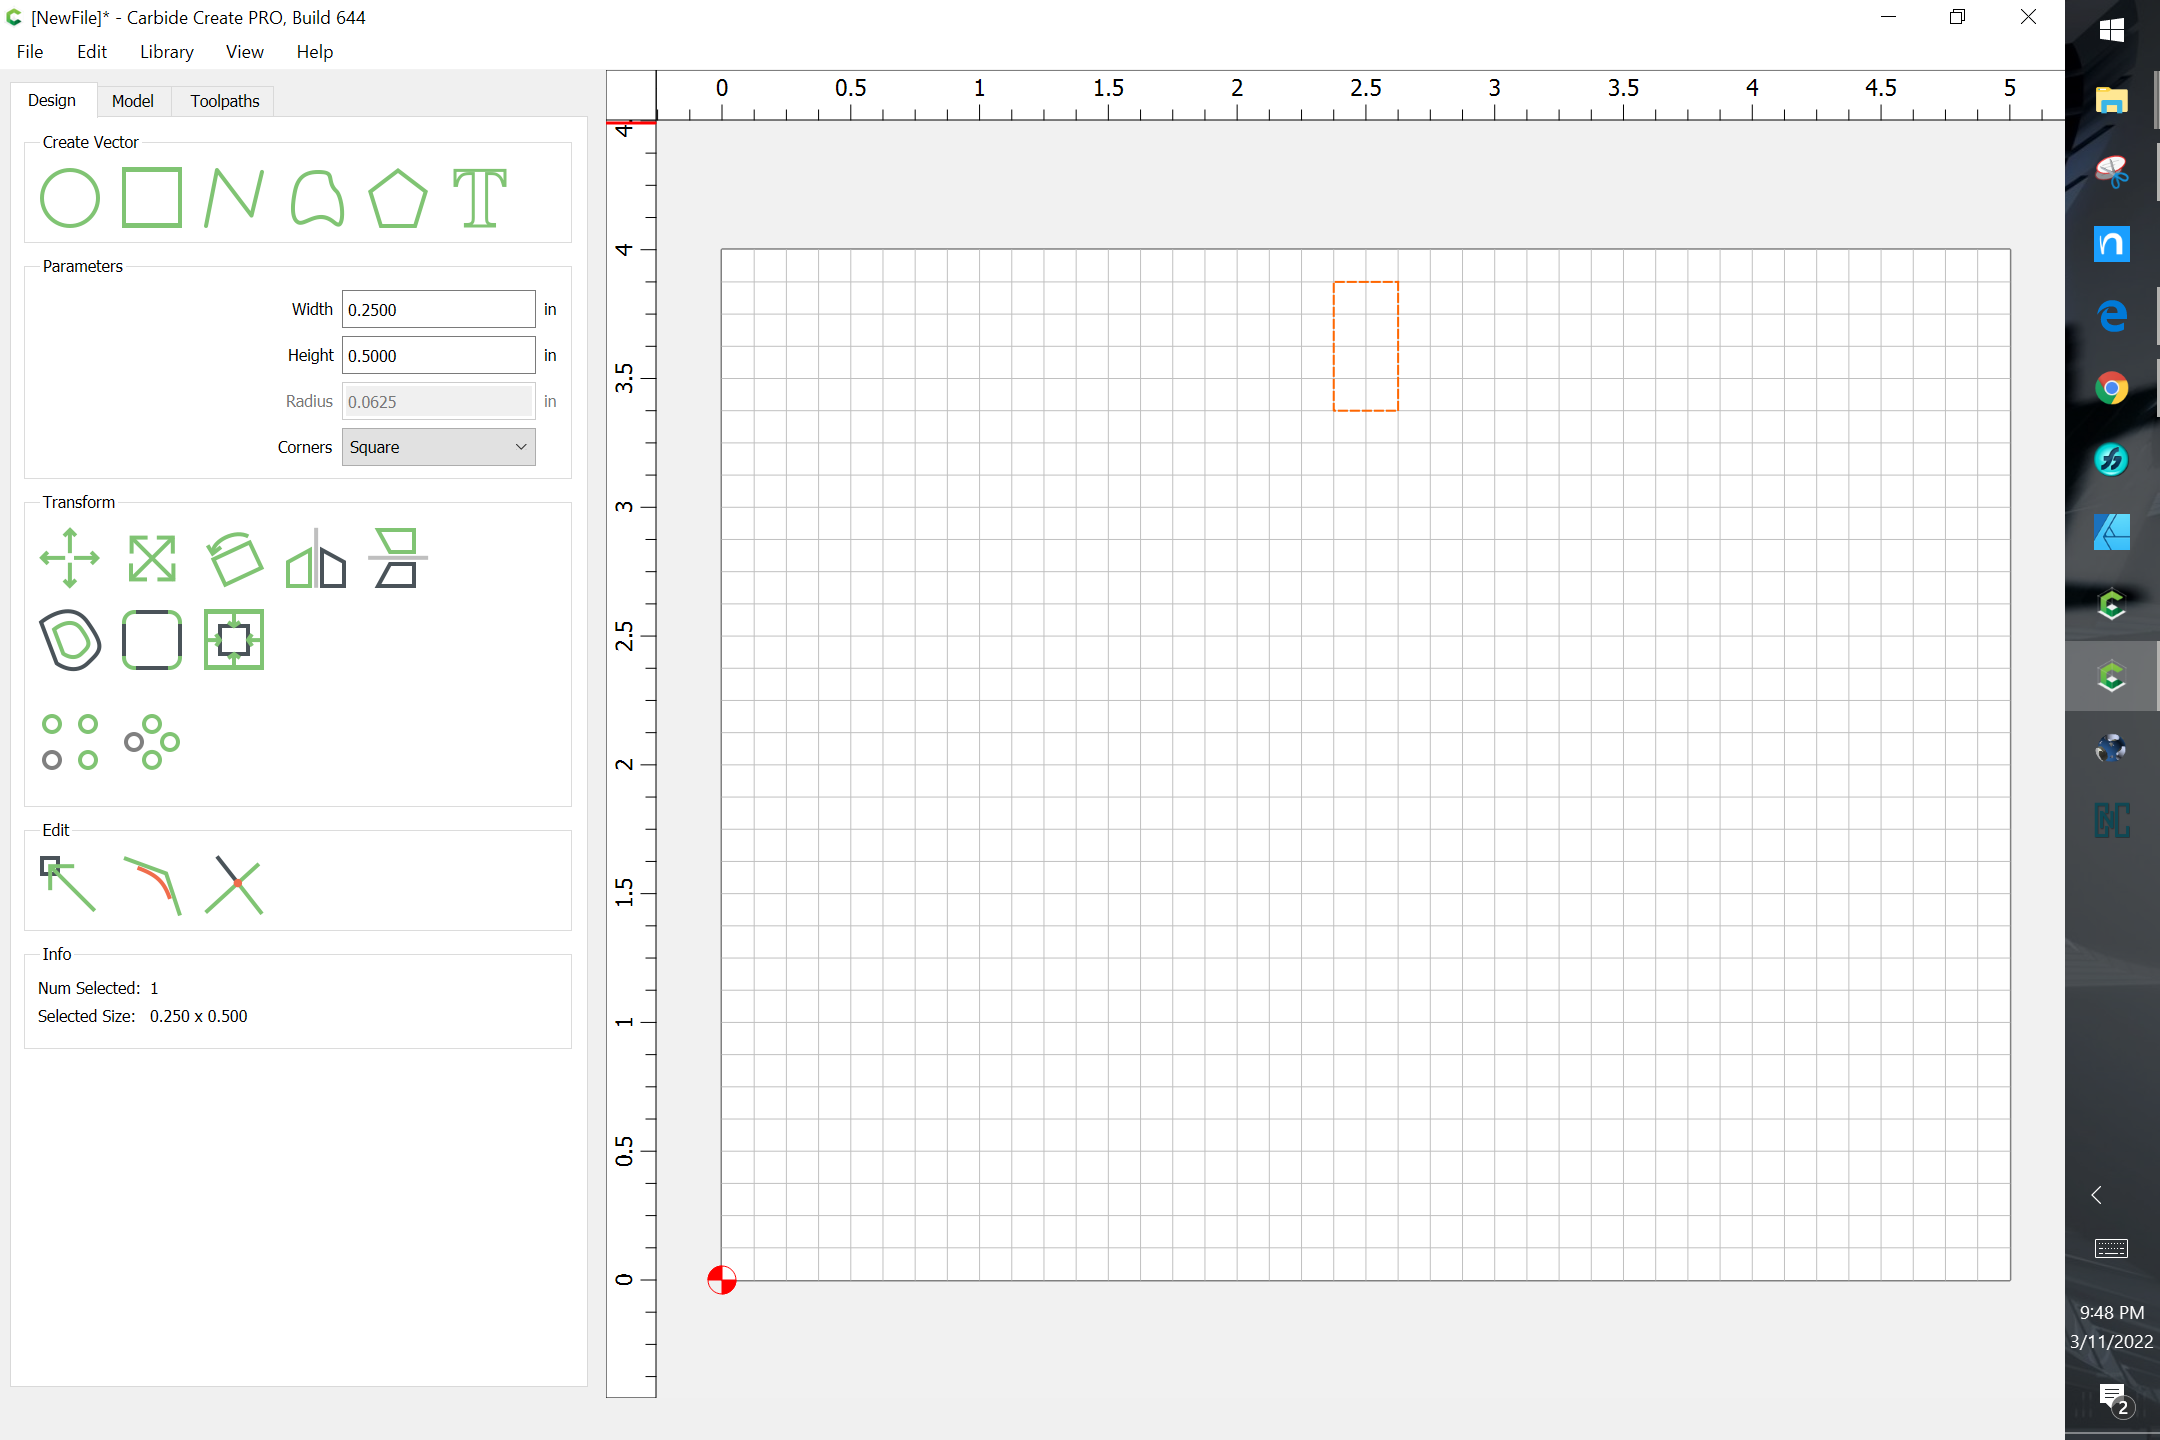 [NewFile]* - Carbide Create PRO, Build 644
File Edit Library View Help
Design Model Toolpaths
Create Vector
T
Parameters
Width 0.2500 in
Height 0.5000 in
Radius 0.0625 in
Corners Square
Transform
Edit
Info
Num Selected: 1
Selected Size: 0.250 x 0.500
0 0.5 1 1.5 2 2.5 3 3.5 4 4.5 5
4.
4
3.5
3
2.5
2
1.5
1
0.5
0
9:48 PM
3/11/2022
2